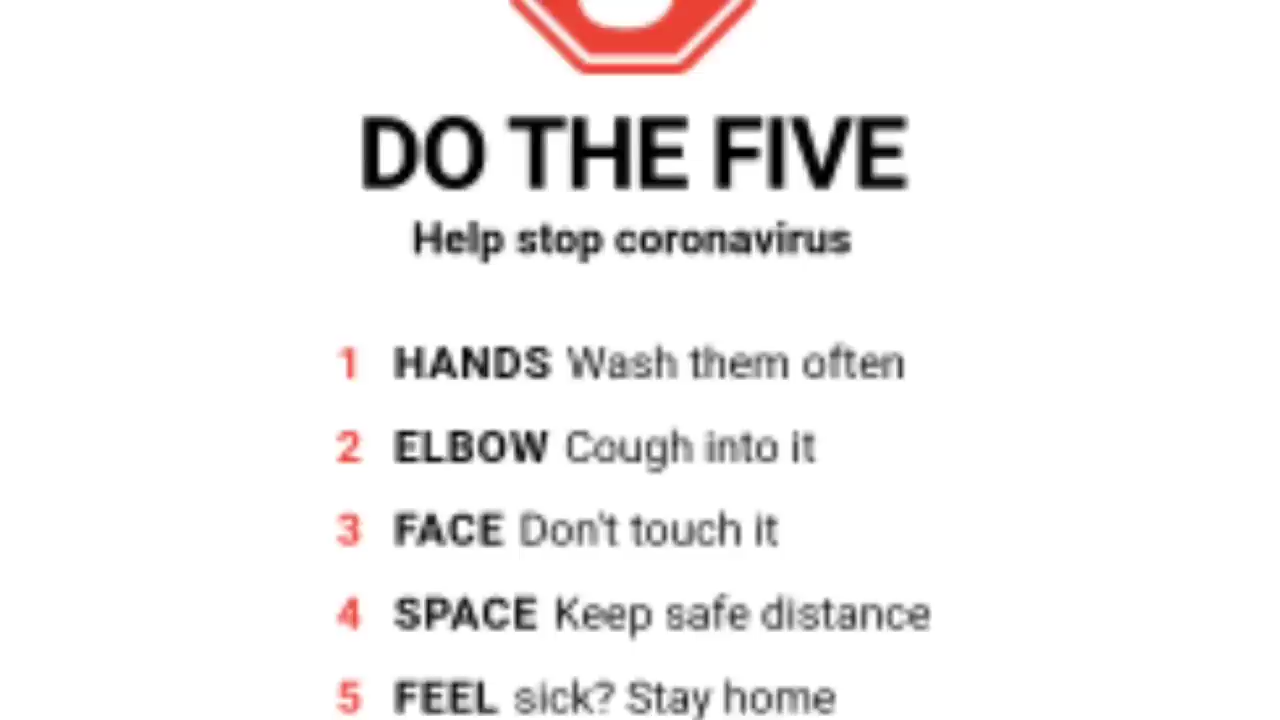 DO THE FIVE
Help stop coronavirus
1 HANDS Wash them often
2 ELBOW Cough into it
3 FACE Don't touch it
4 SPACE Keep safe distance
5 FEEL sick? Stay home